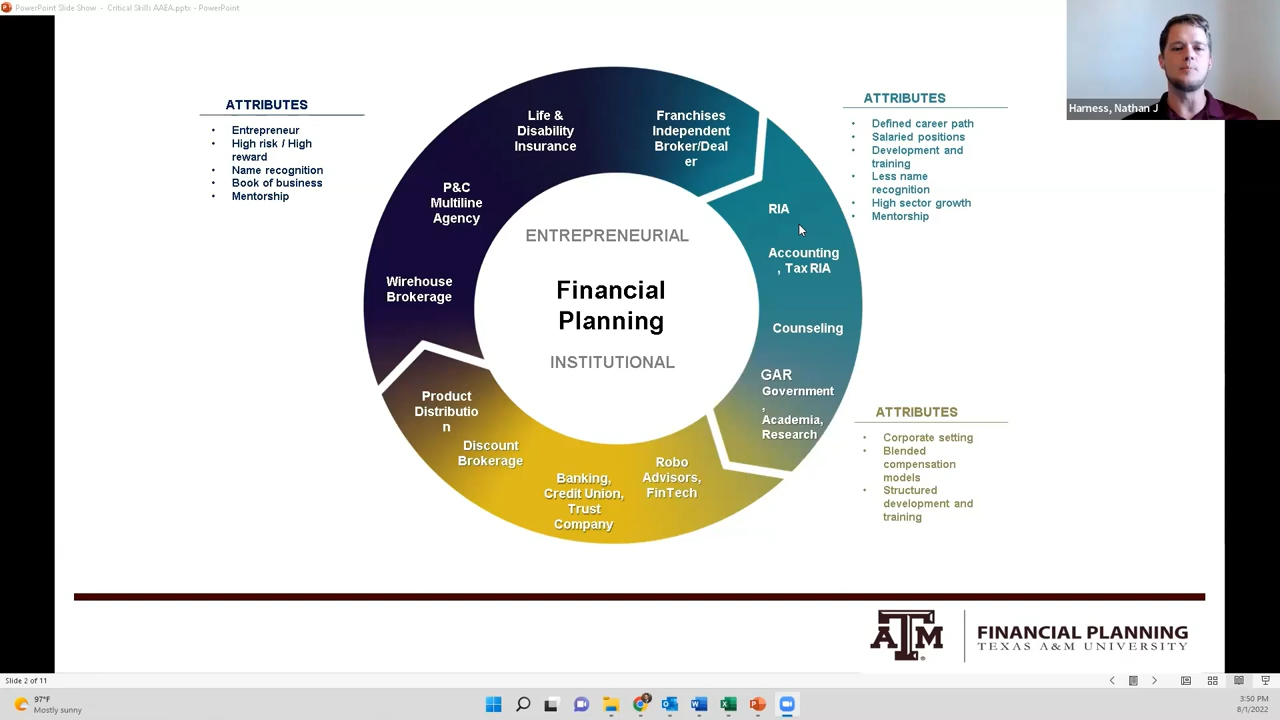 PowerPoint Slide Show - Critical Skills AAEA.pptx - PowerPoint
Harness, Nathan J
ATTRIBUTES
Entrepreneur
High risk / High
reward
Name recognition
Book of business
Mentorship
Life &
Disability
Insurance
Franchises
Independent
Broker/Deal
er
P&C
Multiline
Agency
Wirehouse
Brokerage
ENTREPRENEURIAL
Financial
Planning
INSTITUTIONAL
RIA
Accounting
, Tax RIA
Counseling
GAR
Government
,
Academia,
Research
Product
Distributio
n
Discount
Brokerage
Banking,
Credit Union,
Trust
Company
Robo
Advisors,
FinTech
ATTRIBUTES
Defined career path
Salaried positions
Development and
training
Less name
recognition
High sector growth
Mentorship
ATTRIBUTES
Corporate setting
Blended
compensation
models
Structured
development and
training
ATM
FINANCIAL PLANNING
TEXAS A&M UNIVERSITY
Slide 2 of 11
97°F
Mostly sunny
3:50 PM
8/1/2022